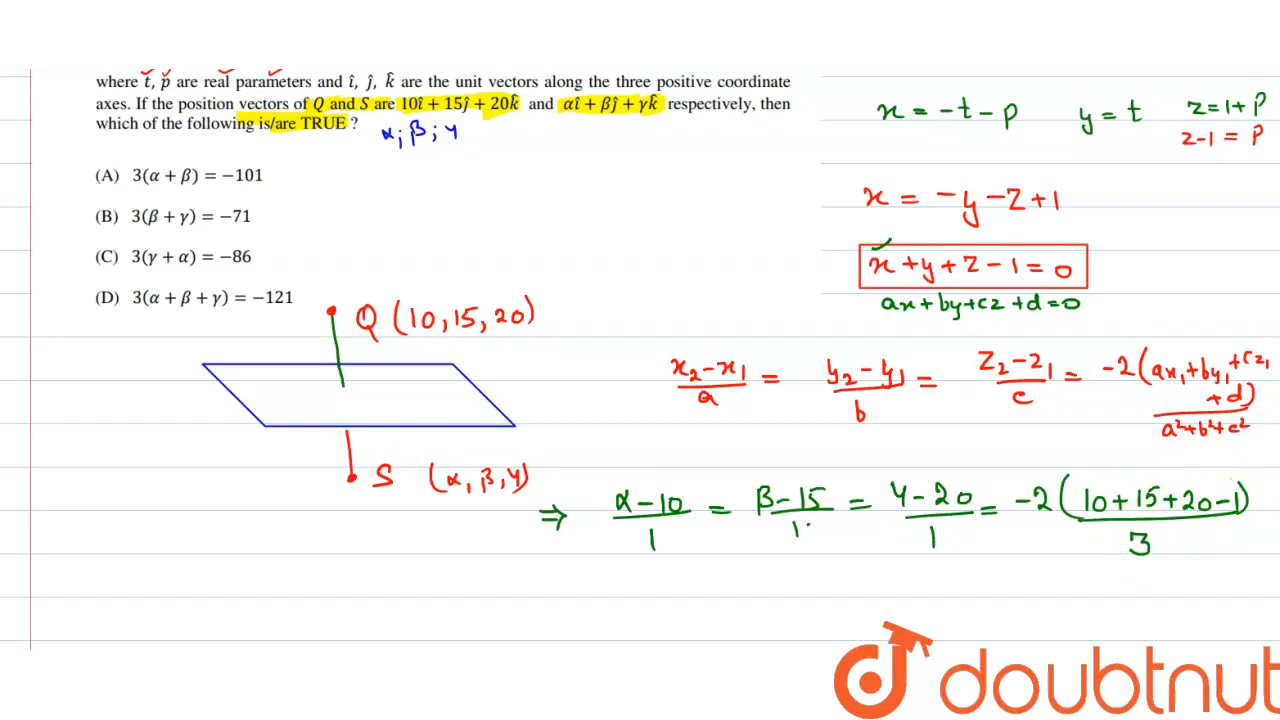 where t, p are real parameters and î, ĵ, k̂ are the unit vectors along the three positive coordinate
axes. If the position vectors of Q and S are 10î + 15ĵ + 20k̂ and αî + βĵ + γk̂ respectively, then
which of the following is/are TRUE ?
α; β; γ
(A) 3(α + β) = −101
(B) 3(β + γ) = −71
(C) 3(γ + α) = −86
(D) 3(α + β + γ) = −121
x = -t - p y = t z = 1 + p
z - 1 = p
x = -y - z + 1
x + y + z - 1 = 0
ax + by + cz + d = 0
Q (10, 15, 20)
S (α, β, γ)
x₂ - x₁/a = y₂ - y₁/b = z₂ - z₁/c = -2(ax₁ + by₁ + cz₁ + d)/a² + b² + c²
⇒ α - 10/1 = β - 15/1 = γ - 20/1 = -2(10 + 15 + 20 - 1)/3
doubtnut